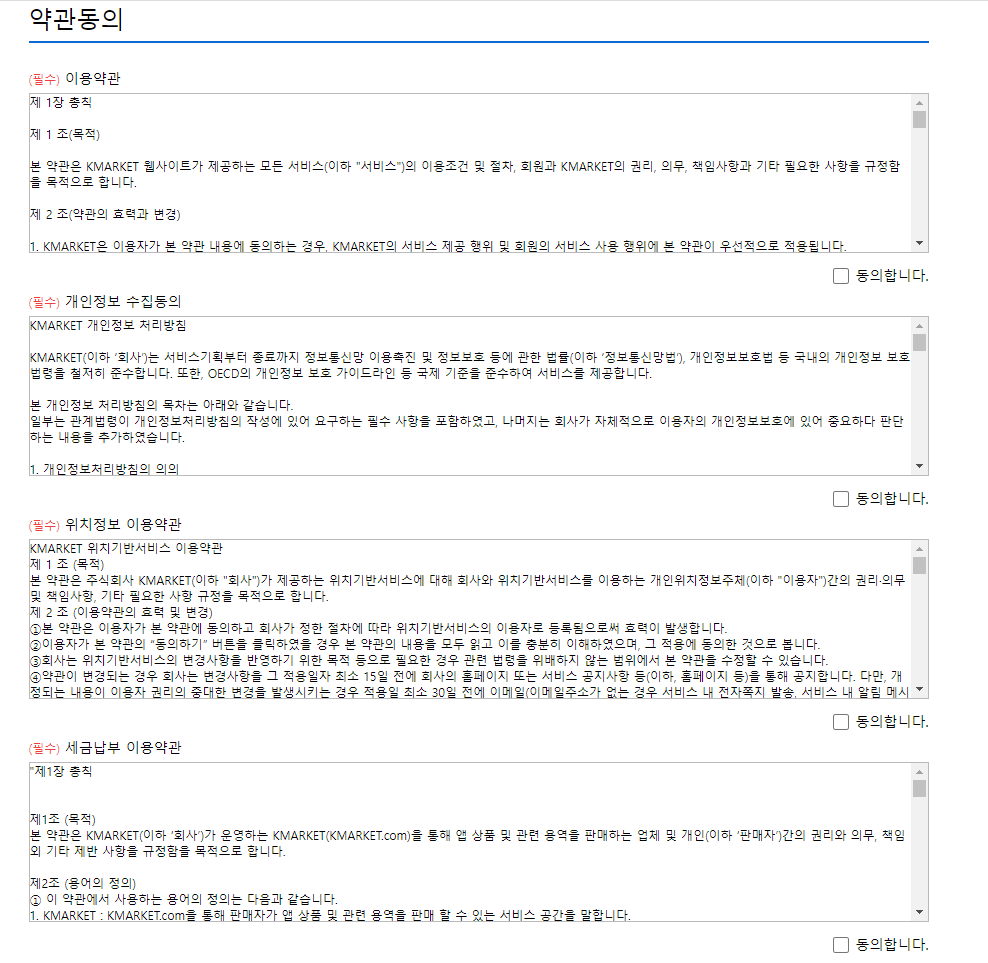 약관동의
(필수) 이용약관
제 1장 총칙
제 1 조(목적)
본 약관은 KMARKET 웹사이트가 제공하는 모든 서비스(이하 "서비스")의 이용조건 및 절차, 회원과 KMARKET의 권리, 의무, 책임사항과 기타 필요한 사항을 규정함
을 목적으로 합니다.
제 2 조(약관의 효력과 변경)
1. KMARKET은 이용자가 본 약관 내용에 동의하는 경우, KMARKET의 서비스 제공 행위 및 회원의 서비스 사용 행위에 본 약관이 우선적으로 적용됩니다.
동의합니다.
(필수) 개인정보 수집동의
KMARKET 개인정보 처리방침
KMARKET(이하 ‘회사’)는 서비스기획부터 종료까지 정보통신망 이용촉진 및 정보보호 등에 관한 법률(이하 ‘정보통신망법’), 개인정보보호법 등 국내의 개인정보 보호
법령을 철저히 준수합니다. 또한, OECD의 개인정보 보호 가이드라인 등 국제 기준을 준수하여 서비스를 제공합니다.
본 개인정보 처리방침의 목차는 아래와 같습니다.
일부는 관계법령이 개인정보처리방침의 작성에 있어 요구하는 필수 사항을 포함하였고, 나머지는 회사가 자체적으로 이용자의 개인정보보호에 있어 중요하다 판단
하는 내용을 추가하였습니다.
1. 개인정보처리방침의 의의
동의합니다.
(필수) 위치정보 이용약관
KMARKET 위치기반서비스 이용약관
제 1 조 (목적)
본 약관은 주식회사 KMARKET(이하 "회사")가 제공하는 위치기반서비스에 대해 회사와 위치기반서비스를 이용하는 개인위치정보주체(이하 "이용자")간의 권리·의무
및 책임사항, 기타 필요한 사항 규정을 목적으로 합니다.
제 2 조 (이용약관의 효력 및 변경)
①본 약관은 이용자가 본 약관에 동의하고 회사가 정한 절차에 따라 위치기반서비스의 이용자로 등록됨으로써 효력이 발생합니다.
②이용자가 본 약관의 “동의하기” 버튼을 클릭하였을 경우 본 약관의 내용을 모두 읽고 이를 충분히 이해하였으며, 그 적용에 동의한 것으로 봅니다.
③회사는 위치기반서비스의 변경사항을 반영하기 위한 목적 등으로 필요한 경우 관련 법령을 위배하지 않는 범위에서 본 약관을 수정할 수 있습니다.
④약관이 변경되는 경우 회사는 변경사항을 그 적용일자 최소 15일 전에 회사의 홈페이지 또는 서비스 공지사항 등(이하, 홈페이지 등)을 통해 공지합니다. 다만, 개
정되는 내용이 이용자 권리의 중대한 변경을 발생시키는 경우 적용일 최소 30일 전에 이메일(이메일주소가 없는 경우 서비스 내 전자쪽지 발송, 서비스 내 알림 메시
동의합니다.
(필수) 세금납부 이용약관
"제1장 총칙
제1조 (목적)
본 약관은 KMARKET(이하 ‘회사’)가 운영하는 KMARKET(KMARKET.com)을 통해 앱 상품 및 관련 용역을 판매하는 업체 및 개인(이하 ‘판매자’)간의 권리와 의무, 책임
외 기타 제반 사항을 규정함을 목적으로 합니다.
제2조 (용어의 정의)
① 이 약관에서 사용하는 용어의 정의는 다음과 같습니다.
1. KMARKET : KMARKET.com을 통해 판매자가 앱 상품 및 관련 용역을 판매 할 수 있는 서비스 공간을 말합니다.
동의합니다.